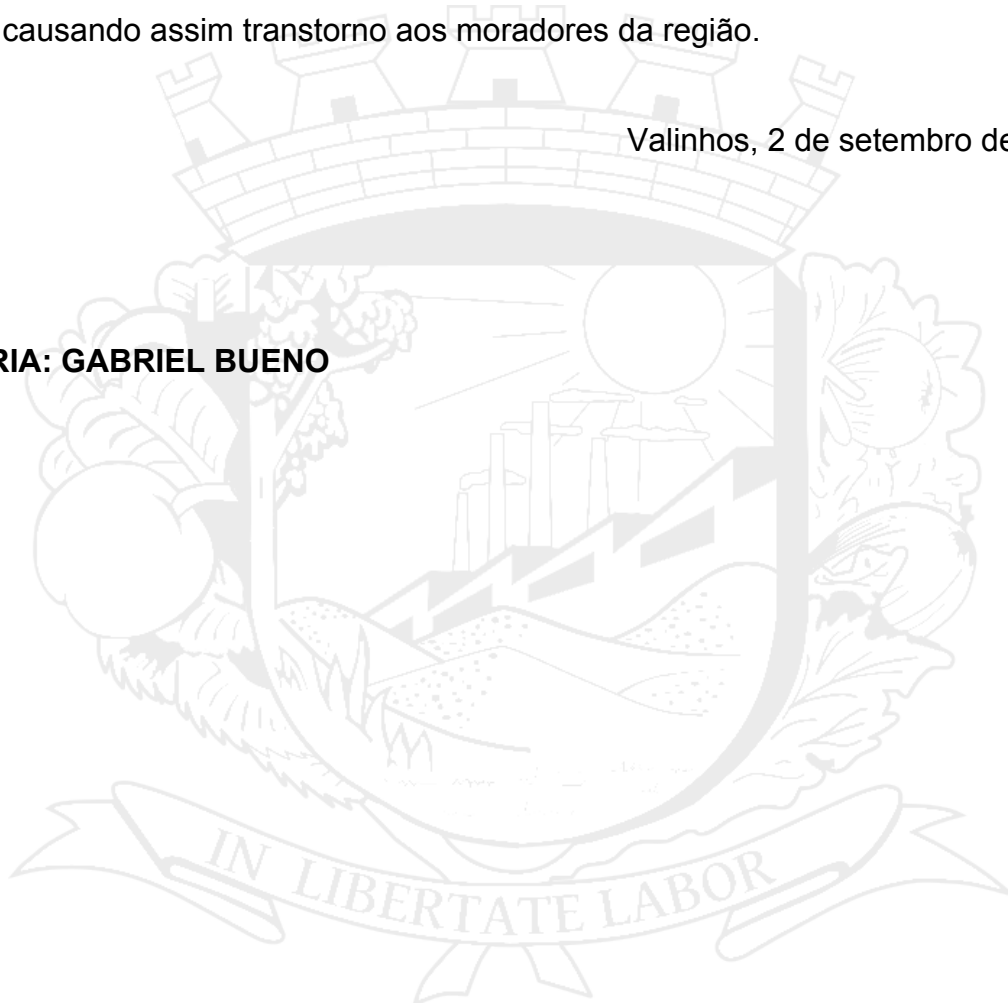 causando assim transtorno aos moradores da região.
Valinhos, 2 de setembro de
RIA: GABRIEL BUENO
IN LIBERTATE LABOR